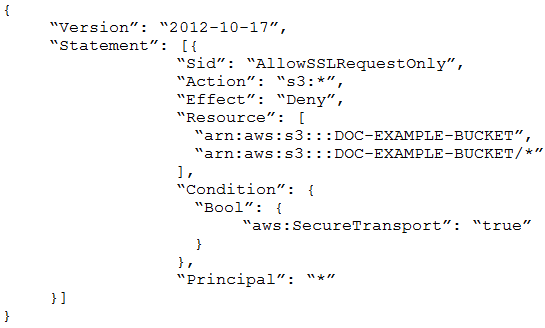 {
“Version”: “2012-10-17”,
“Statement”: [{
“Sid”: “AllowSSLRequestOnly”,
“Action”: “s3:*”,
“Effect”: “Deny”,
“Resource”: [
“arn:aws:s3:::DOC-EXAMPLE-BUCKET”,
“arn:aws:s3:::DOC-EXAMPLE-BUCKET/*”
],
“Condition”: {
“Bool”: {
“aws:SecureTransport”: “true”
}
},
“Principal”: “*”
}]
}